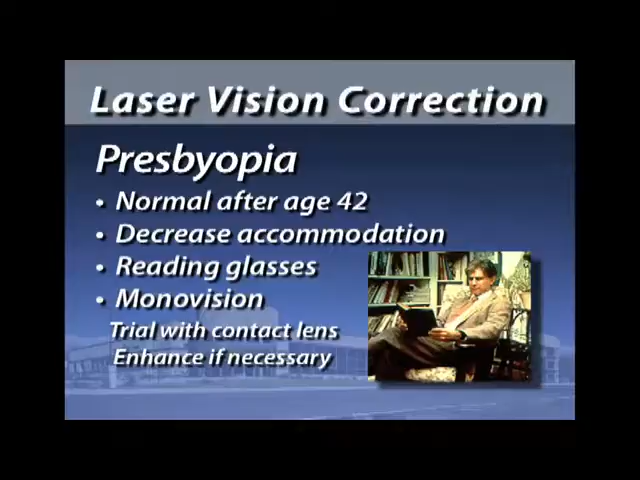 Laser Vision Correction
Presbyopia
• Normal after age 42
• Decrease accommodation
• Reading glasses
• Monovision
Trial with contact lens
Enhance if necessary